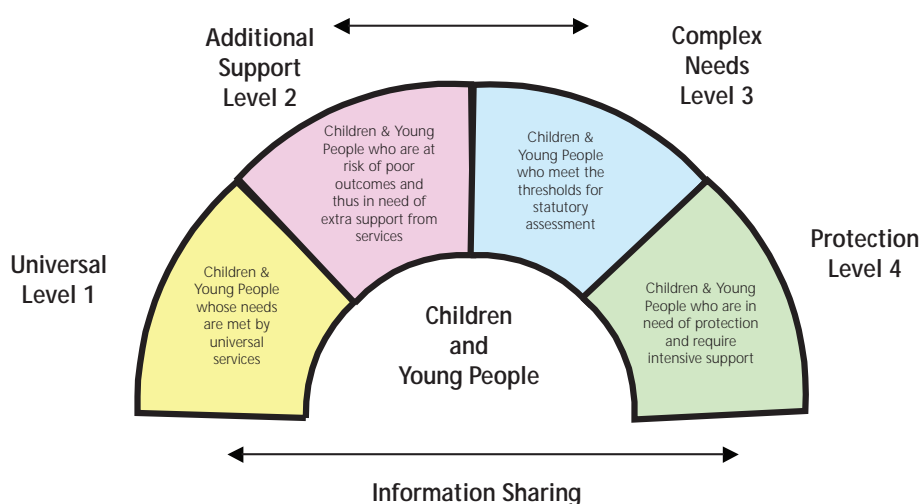 Additional
Support
Level 2
Complex
Needs
Level 3
Children & Young
People who are at
risk of poor
outcomes and
thus in need of
extra support from
services
Children &
Young People
who meet the
thresholds for
statutory
assessment
Universal
Level 1
Protection
Level 4
Children &
Young People
whose needs
are met by
universal
services
Children & Young
People who are in
need of protection
and require
intensive support
Children
and
Young People
Information Sharing